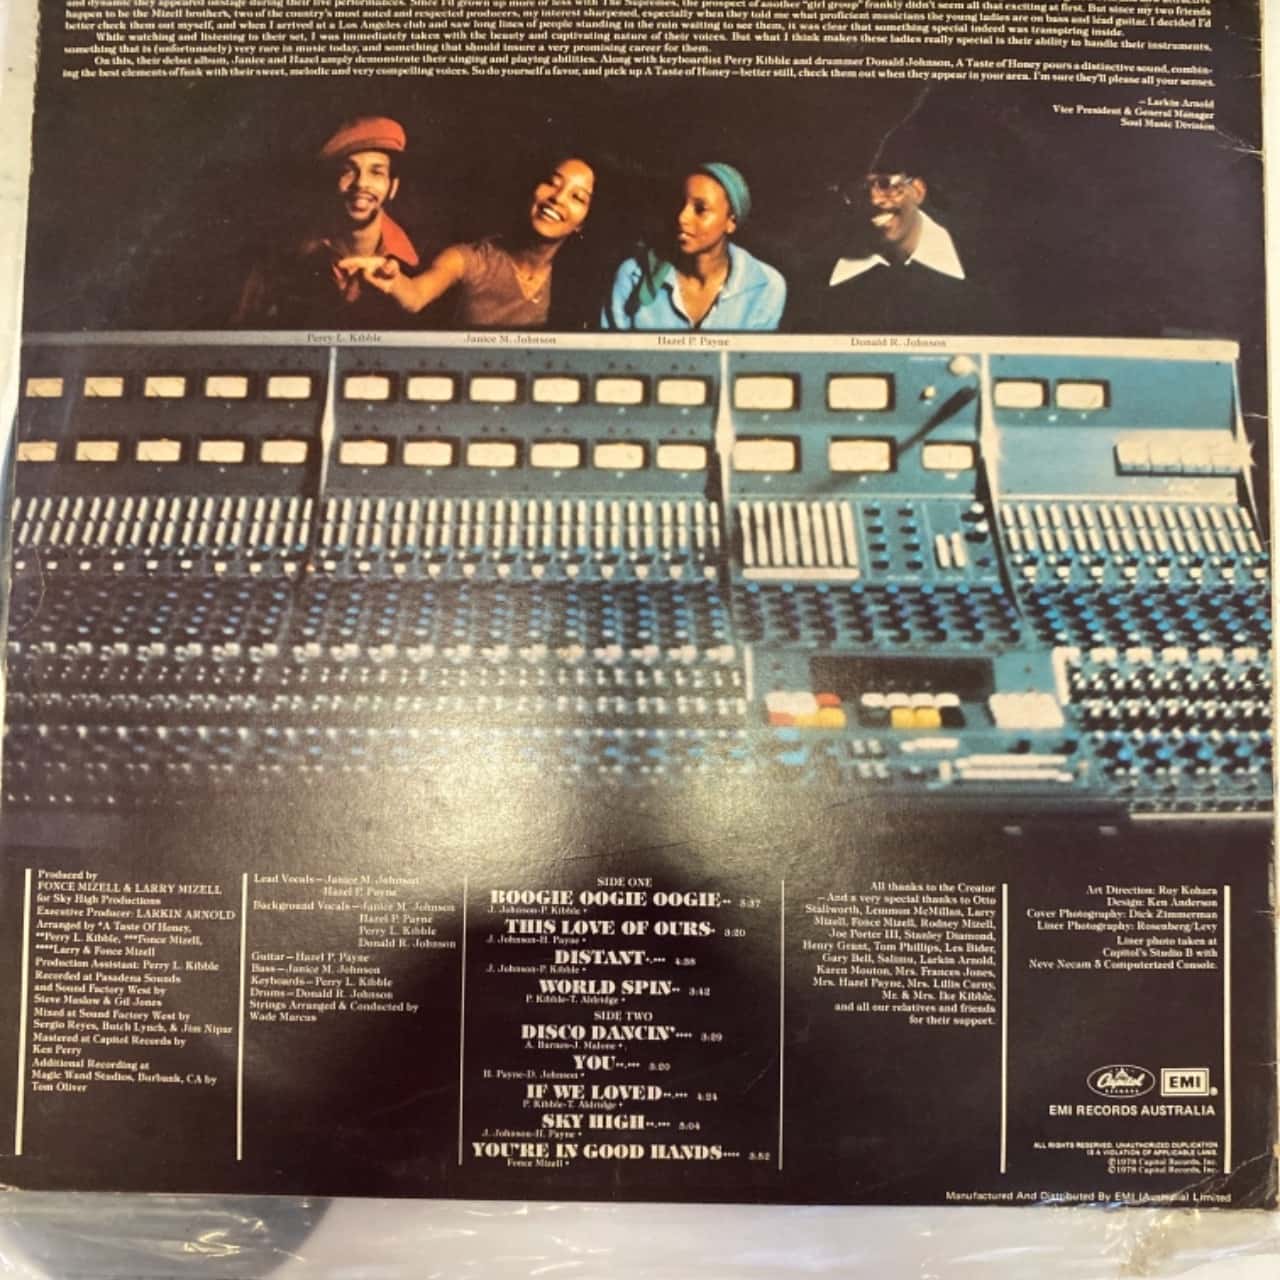 and dynamic they appeared onstage during their live performances. Since I'd grown up more or less with The Supremes, the prospect of another "girl group" frankly didn't seem all that exciting at first. But since my two friends
happen to be the Mizell brothers, two of the country's most noted and respected producers, my interest sharpened, especially when they told me what proficient musicians the young ladies are on bass and lead guitar. I decided I'd
better check them out myself, and when I arrived at a Los Angeles club and saw long lines of people standing in the rain waiting to see them, it was clear that something special indeed was transpiring inside.
While watching and listening to their set, I was immediately taken with the beauty and captivating nature of their voices. But what I think makes these ladies really special is their ability to handle their instruments,
something that is (unfortunately) very rare in music today, and something that should insure a very promising career for them.
On this, their debut album, Janice and Hazel amply demonstrate their singing and playing abilities. Along with keyboardist Perry Kibble and drummer Donald Johnson, A Taste of Honey pours a distinctive sound, combin-
ing the best elements of funk with their sweet, melodic and very compelling voices. So do yourself a favor, and pick up A Taste of Honey—better still, check them out when they appear in your area. I'm sure they'll please all your senses.
—Larkin Arnold
Vice President & General Manager
Soul Music Division
Perry L. Kibble
Janice M. Johnson
Hazel P. Payne
Donald R. Johnson
Produced by
FONCE MIZELL & LARRY MIZELL
for Sky High Productions
Executive Producer: LARKIN ARNOLD
Arranged by *A Taste Of Honey,
**Perry L. Kibble, ***Fonce Mizell,
****Larry & Fonce Mizell
Production Assistant: Perry L. Kibble
Recorded at Pasadena Sounds
and Sound Factory West by
Steve Maslow & Gil Jones
Mixed at Sound Factory West by
Sergio Reyes, Butch Lynch, & Jim Nipar
Mastered at Capitol Records by
Ken Perry
Additional Recording at
Magic Wand Studios, Burbank, CA by
Tom Oliver
Lead Vocals—Janice M. Johnson
Hazel P. Payne
Background Vocals—Janice M. Johnson
Hazel P. Payne
Perry L. Kibble
Donald R. Johnson
Guitar—Hazel P. Payne
Bass—Janice M. Johnson
Keyboards—Perry L. Kibble
Drums—Donald R. Johnson
Strings Arranged & Conducted by
Wade Marcus
SIDE ONE
BOOGIE OOGIE OOGIE** 5:37
J. Johnson-P. Kibble *
THIS LOVE OF OURS* 3:20
J. Johnson-H. Payne *
DISTANT*,*** 4:38
J. Johnson-P. Kibble *
WORLD SPIN** 3:42
P. Kibble-T. Aldridge *
SIDE TWO
DISCO DANCIN'**** 3:29
A. Barnes-J. Malone *,
YOU**,*** 5:20
H. Payne-D. Johnson *
IF WE LOVED**,*** 4:24
P. Kibble-T. Aldridge *
SKY HIGH**,*** 5:04
J. Johnson-H. Payne *
YOU'RE IN GOOD HANDS**** 3:52
Fonce Mizell *
All thanks to the Creator
—And a very special thanks to Otto
Stallworth, Lemmon McMillan, Larry
Mizell, Fonce Mizell, Rodney Mizell,
Joe Porter III, Stanley Diamond,
Henry Grant, Tom Phillips, Les Bider,
Gary Bell, Salimu, Larkin Arnold,
Karen Mouton, Mrs. Frances Jones,
Mrs. Hazel Payne, Mrs. Lillis Carny,
Mr. & Mrs. Ike Kibble,
and all our relatives and friends
for their support.
Art Direction: Roy Kohara
Design: Ken Anderson
Cover Photography: Dick Zimmerman
Liner Photography: Rosenberg/Levy
Liner photo taken at
Capitol's Studio B with
Neve Necam 8 Computerized Console.
Capitol
RECORDS
EMI
EMI RECORDS AUSTRALIA
ALL RIGHTS RESERVED. UNAUTHORIZED DUPLICATION
IS A VIOLATION OF APPLICABLE LAWS.
℗1978 Capitol Records, Inc.
©1978 Capitol Records, Inc.
Manufactured And Distributed By EMI (Australia) Limited